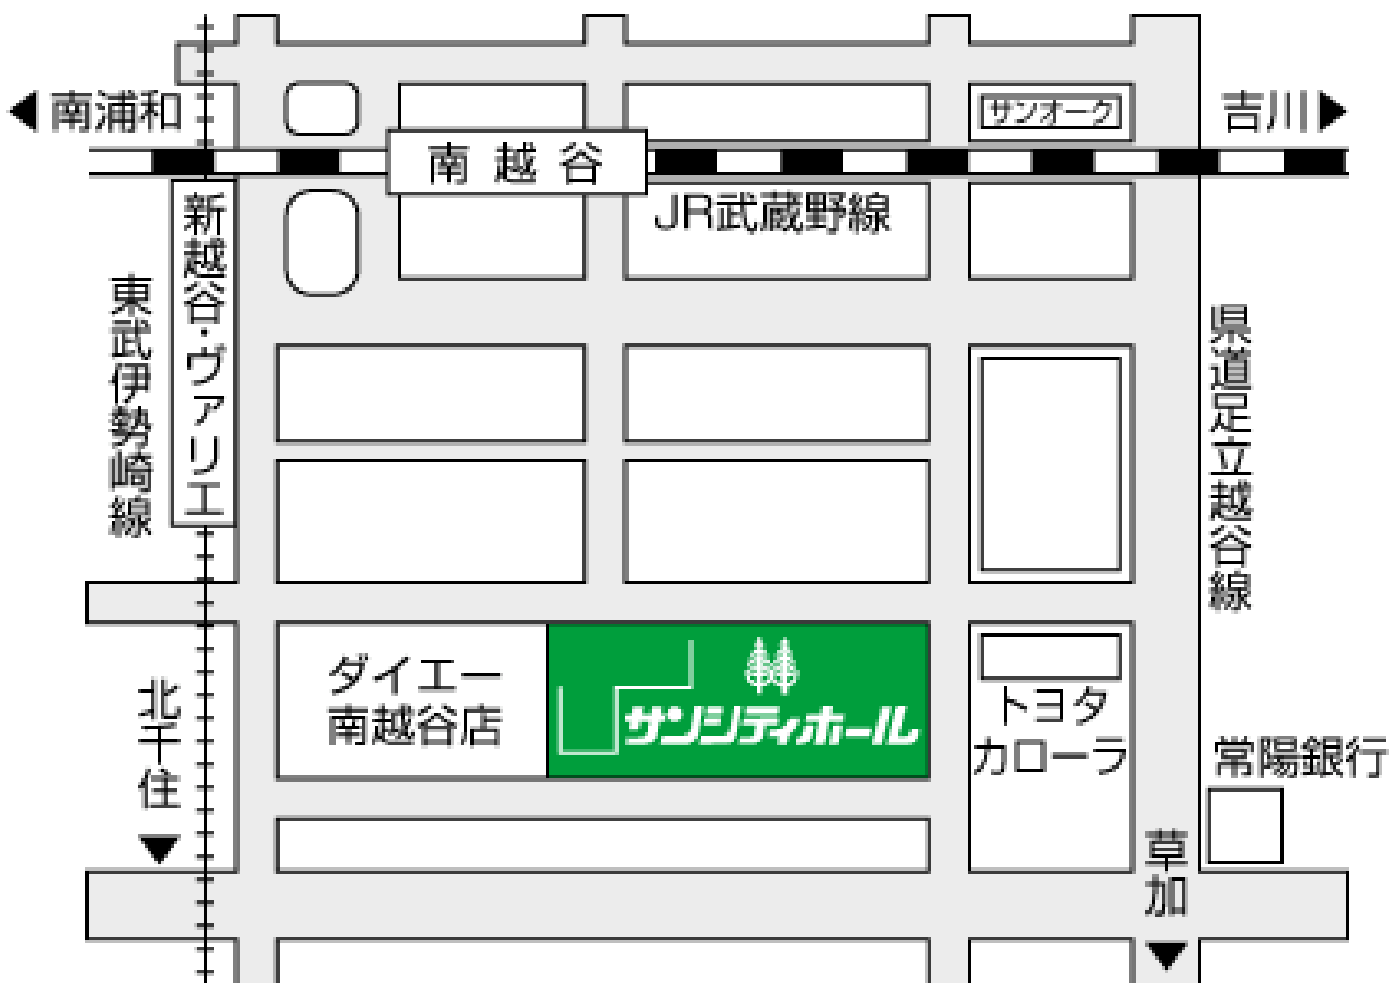 南浦和
サンオーク
吉川
南越谷
JR武蔵野線
新越谷・ヴァリエ
東武伊勢崎線
県道足立越谷線
ダイエー
南越谷店
サンシティホール
トヨタ
カローラ
北千住
常陽銀行
草加